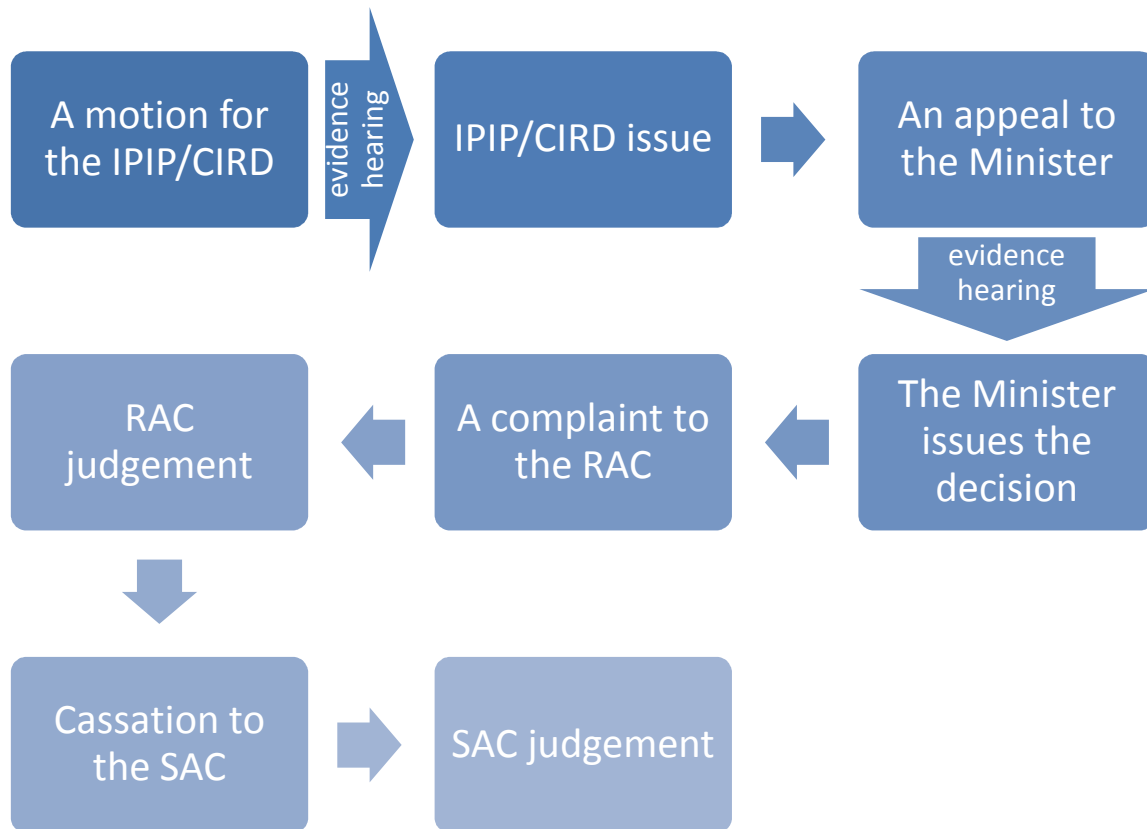 A motion for
the IPIP/CIRD
evidence
hearing
IPIP/CIRD issue
An appeal to
the Minister
evidence
hearing
The Minister
issues the
decision
A complaint to
the RAC
RAC
judgement
Cassation to
the SAC
SAC judgement